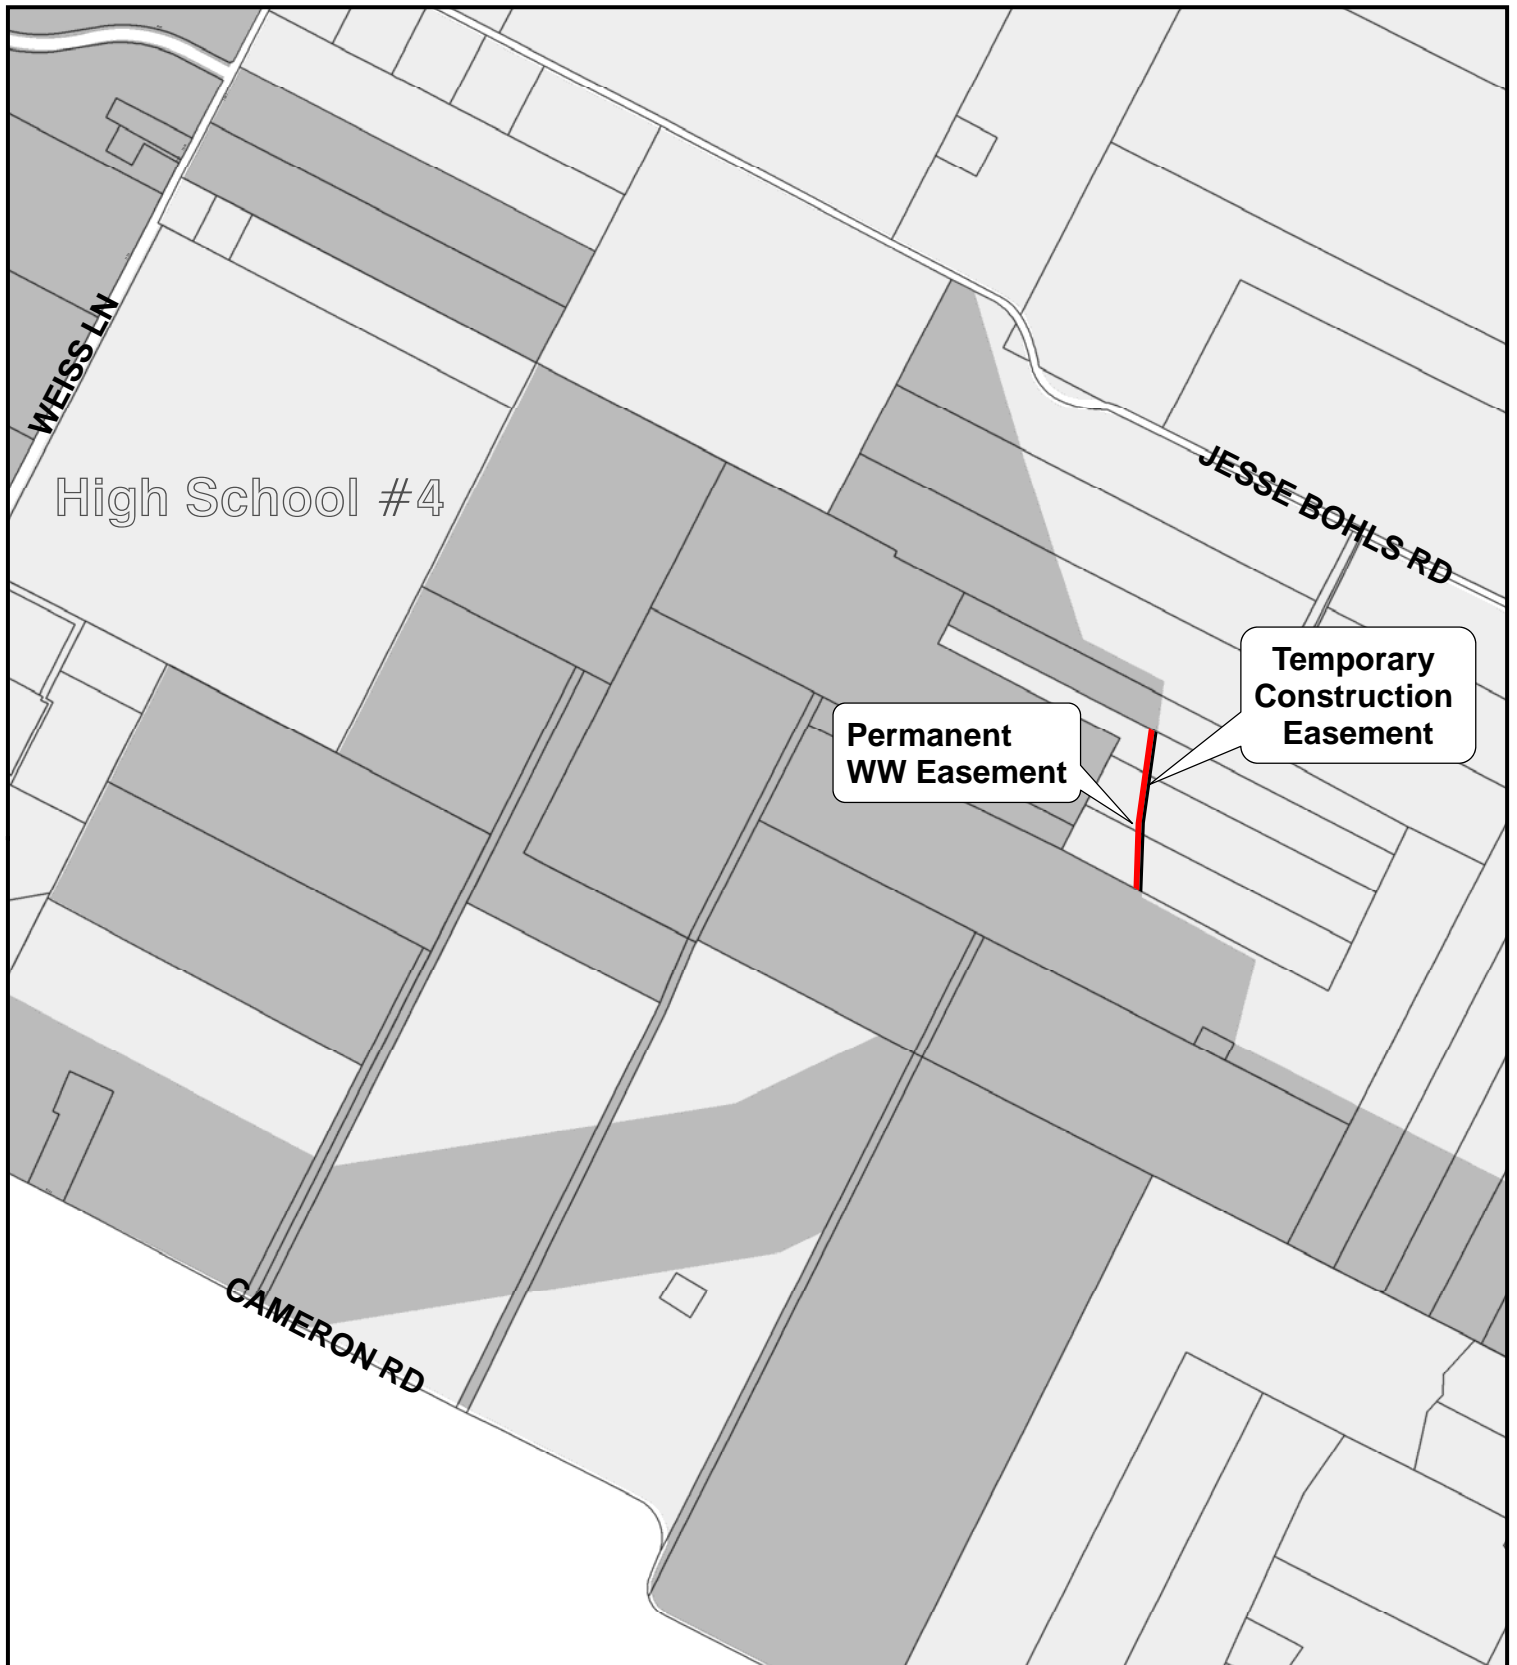 WEISS LN
High School #4
JESSE BOHLS RD
Temporary
Construction
Easement
Permanent
WW Easement
CAMERON RD